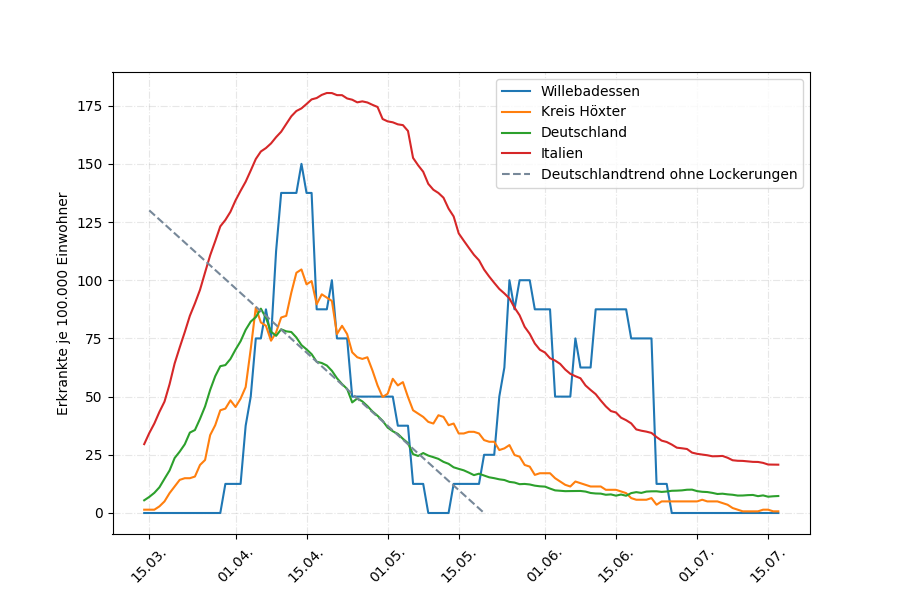 Willebadessen
Kreis Höxter
Deutschland
Italien
Deutschlandtrend ohne Lockerungen
Erkrankte je 100.000 Einwohner
175
150
125
100
75
50
25
0
15.03.
01.04.
15.04.
01.05.
15.05.
01.06.
15.06.
01.07.
15.07.